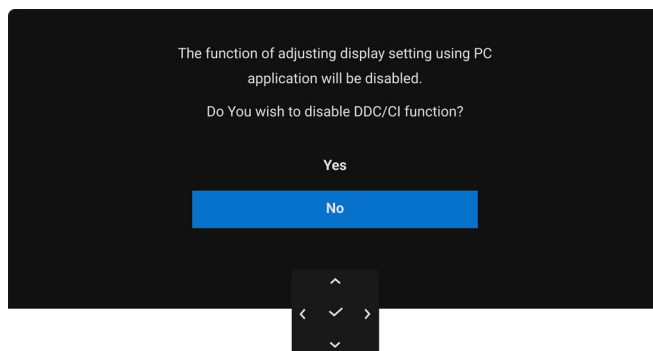 The function of adjusting display setting using PC
application will be disabled.
Do You wish to disable DDC/CI function?
Yes
No